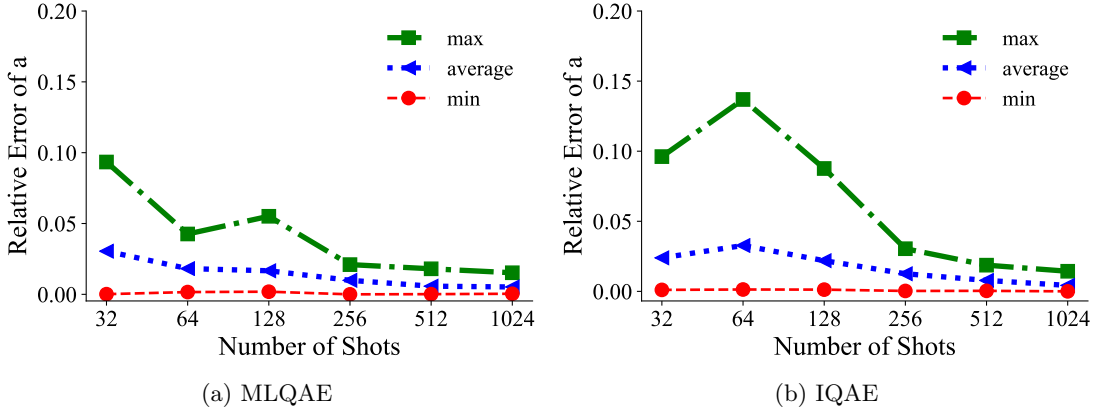 0.20
0.15
0.10
0.05
0.00
Relative Error of a
max
average
min
32 64 128 256 512 1024
Number of Shots
(a) MLQAE
0.20
0.15
0.10
0.05
0.00
Relative Error of a
max
average
min
32 64 128 256 512 1024
Number of Shots
(b) IQAE